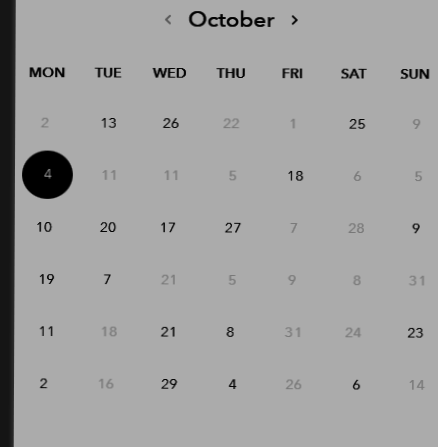 ‹ October ›
MON TUE WED THU FRI SAT SUN
2 13 26 22 1 25 9
4 11 11 5 18 6 5
10 20 17 27 7 28 9
19 7 21 5 9 8 31
11 18 21 8 31 24 23
2 16 29 4 26 6 14